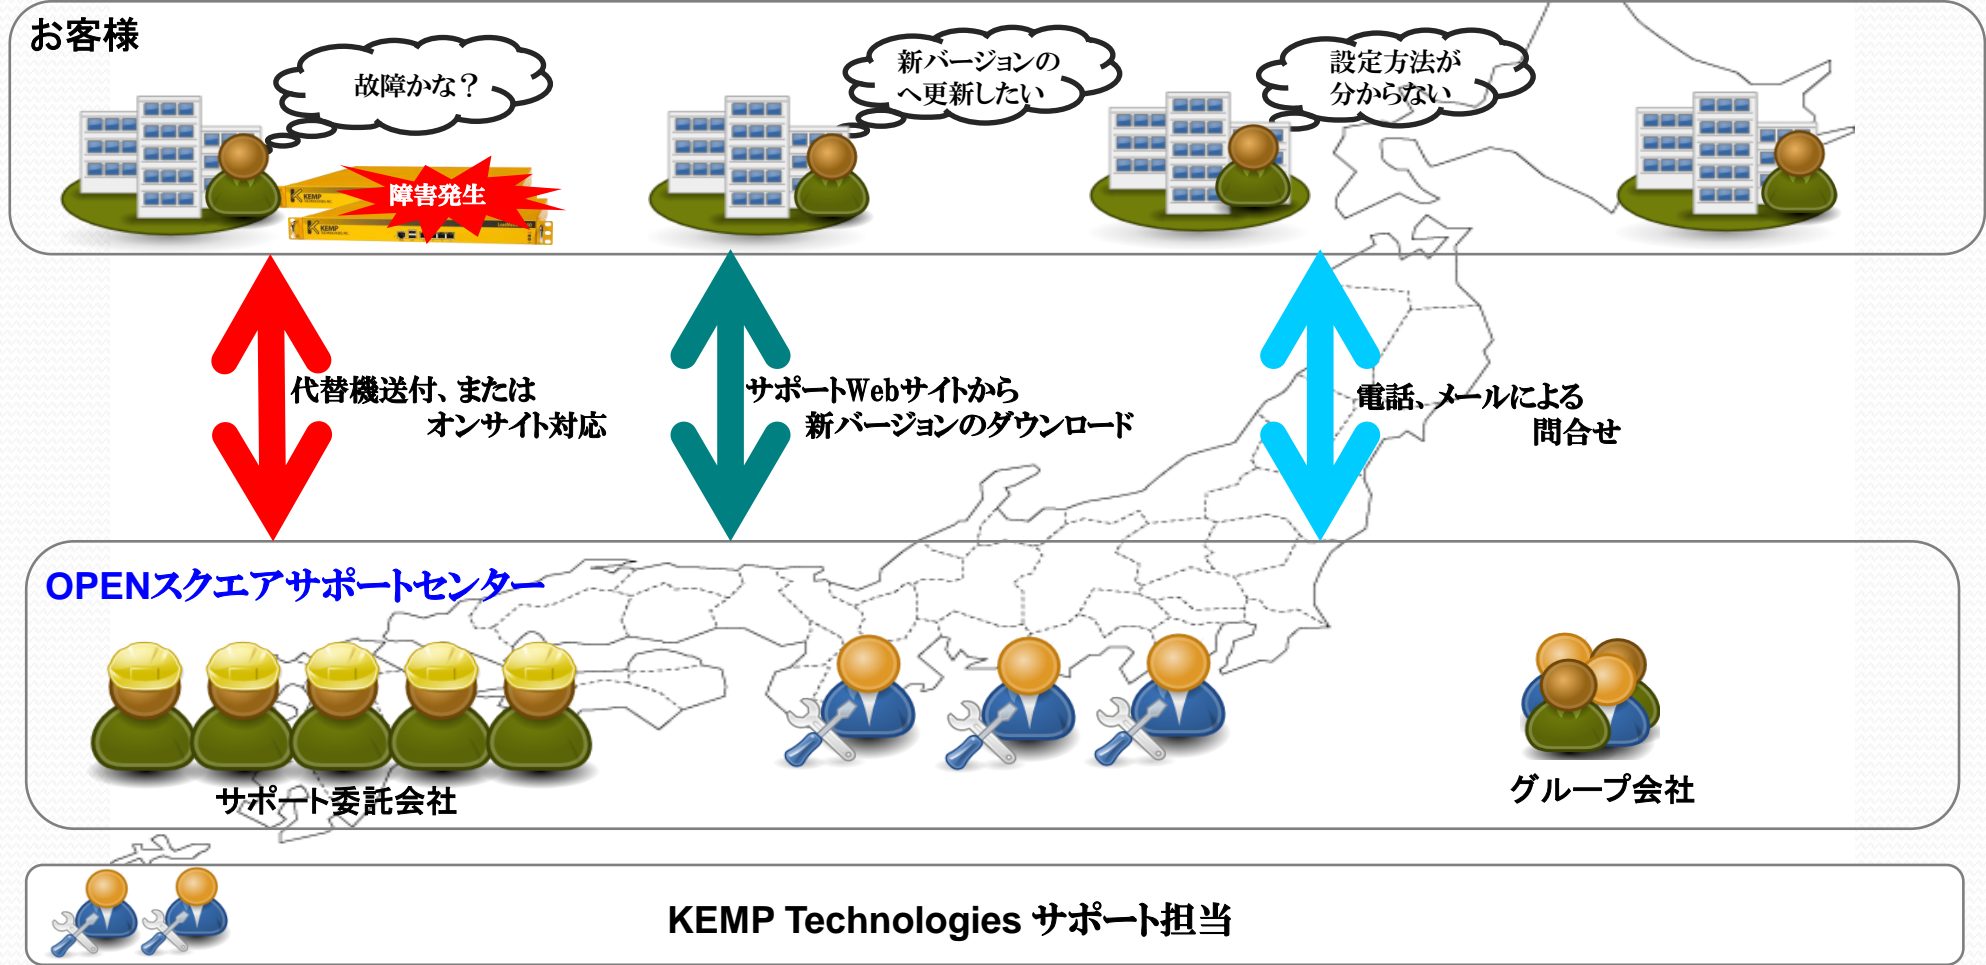 お客様
故障かな？
新バージョンの
へ更新したい
設定方法が
分からない
障害発生
KEMP
KEMP
代替機送付、または
オンサイト対応
サポートWebサイトから
新バージョンのダウンロード
電話、メールによる
問合せ
OPENスクエアサポートセンター
サポート委託会社
グループ会社
KEMP Technologies サポート担当